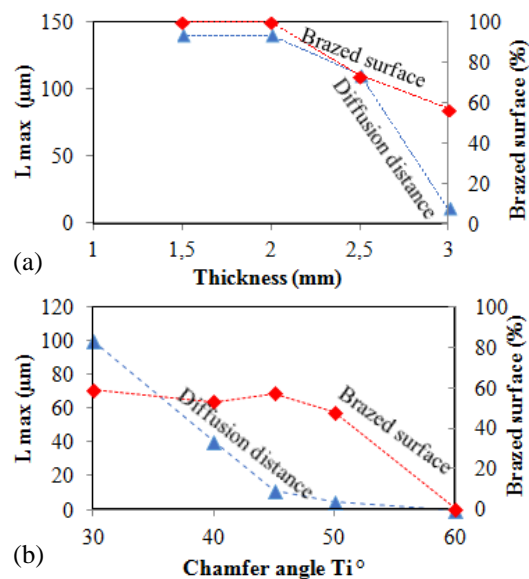 150
100
50
0
L max (µm)
100
80
60
40
20
0
Brazed surface (%)
Brazed surface
Diffusion distance
1
1,5
2
2,5
3
Thickness (mm)
(a)
120
100
80
60
40
20
0
L max (µm)
100
80
60
40
20
0
Brazed surface (%)
Diffusion distance
Brazed surface
30
40
50
60
Chamfer angle Ti°
(b)